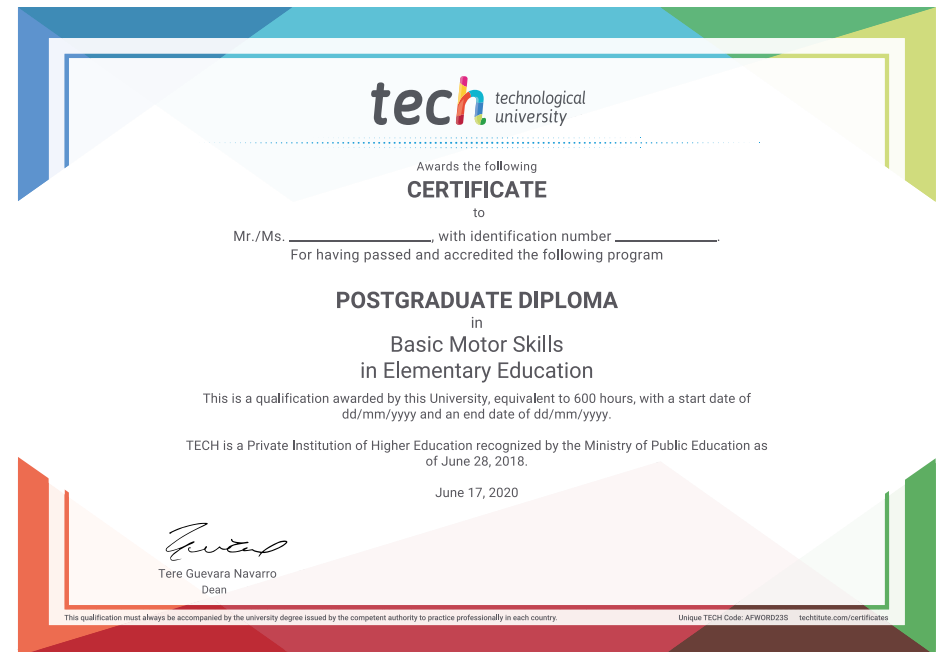 tech technological
university
Awards the following
CERTIFICATE
to
Mr./Ms. ____________________, with identification number ______________.
For having passed and accredited the following program
POSTGRADUATE DIPLOMA
in
Basic Motor Skills
in Elementary Education
This is a qualification awarded by this University, equivalent to 600 hours, with a start date of
dd/mm/yyyy and an end date of dd/mm/yyyy.
TECH is a Private Institution of Higher Education recognized by the Ministry of Public Education as
of June 28, 2018.
June 17, 2020
Tere Guevara Navarro
Dean
This qualification must always be accompanied by the university degree issued by the competent authority to practice professionally in each country. Unique TECH Code: AFWORD23S techtitute.com/certificates